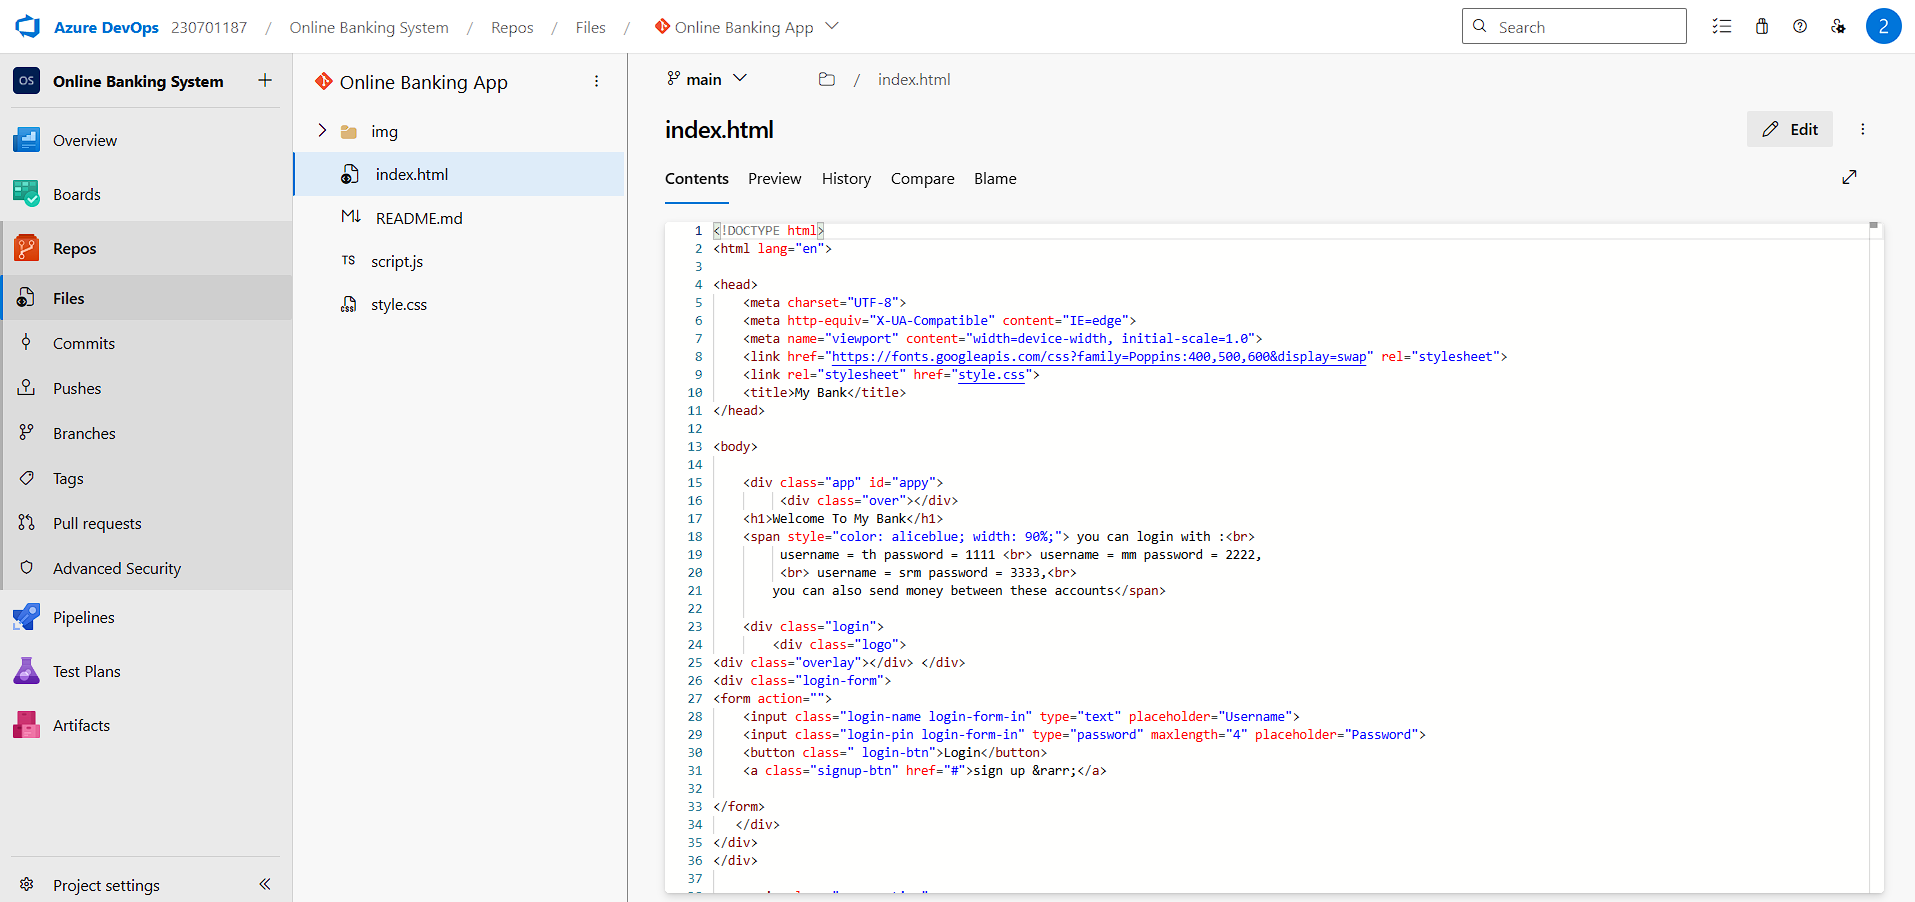 Azure DevOps 230701187 / Online Banking System / Repos / Files / Online Banking App
Search
2
OS Online Banking System
Overview
Boards
Repos
Files
Commits
Pushes
Branches
Tags
Pull requests
Advanced Security
Pipelines
Test Plans
Artifacts
Project settings
Online Banking App
img
index.html
README.md
TS script.js
css style.css
main / index.html
index.html
Edit
Contents Preview History Compare Blame
1 <!DOCTYPE html>
2 <html lang="en">
3
4 <head>
5 <meta charset="UTF-8">
6 <meta http-equiv="X-UA-Compatible" content="IE=edge">
7 <meta name="viewport" content="width=device-width, initial-scale=1.0">
8 <link href="https://fonts.googleapis.com/css?family=Poppins:400,500,600&display=swap" rel="stylesheet">
9 <link rel="stylesheet" href="style.css">
10 <title>My Bank</title>
11 </head>
12
13 <body>
14
15 <div class="app" id="appy">
16 <div class="over"></div>
17 <h1>Welcome To My Bank</h1>
18 <span style="color: aliceblue; width: 90%;"> you can login with :<br>
19 username = th password = 1111 <br> username = mm password = 2222,
20 <br> username = srm password = 3333,<br>
21 you can also send money between these accounts</span>
22
23 <div class="login">
24 <div class="logo">
25 <div class="overlay"></div> </div>
26 <div class="login-form">
27 <form action="">
28 <input class="login-name login-form-in" type="text" placeholder="Username">
29 <input class="login-pin login-form-in" type="password" maxlength="4" placeholder="Password">
30 <button class=" login-btn">Login</button>
31 <a class="signup-btn" href="#">sign up &rarr;</a>
32
33 </form>
34 </div>
35 </div>
36 </div>
37